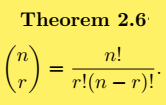 Theorem 2.6
(n r) = n! / r!(n − r)!.